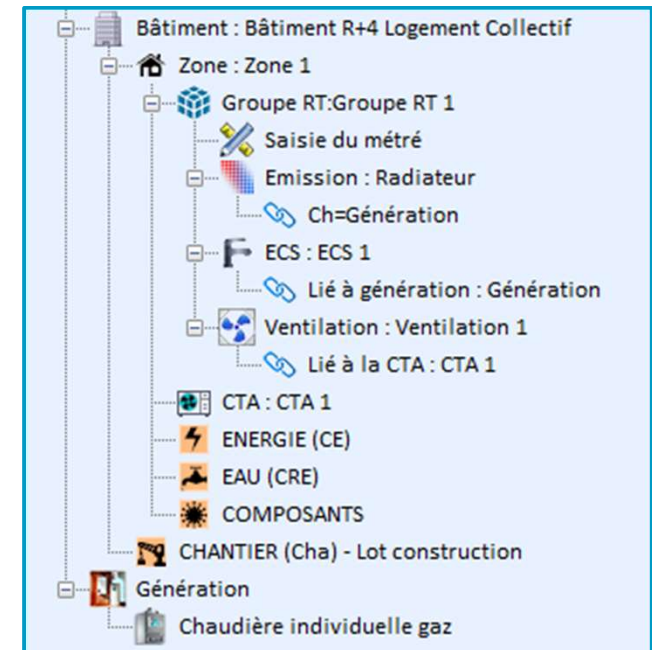 Bâtiment : Bâtiment R+4 Logement Collectif
Zone : Zone 1
Groupe RT:Groupe RT 1
Saisie du métré
Emission : Radiateur
Ch=Génération
ECS : ECS 1
Lié à génération : Génération
Ventilation : Ventilation 1
Lié à la CTA : CTA 1
CTA : CTA 1
ENERGIE (CE)
EAU (CRE)
COMPOSANTS
CHANTIER (Cha) - Lot construction
Génération
Chaudière individuelle gaz